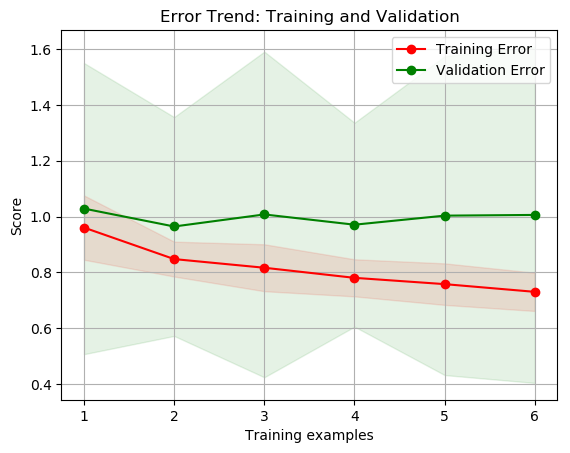 Error Trend: Training and Validation
Training Error
Validation Error
Score
1.6
1.4
1.2
1.0
0.8
0.6
0.4
1 2 3 4 5 6
Training examples